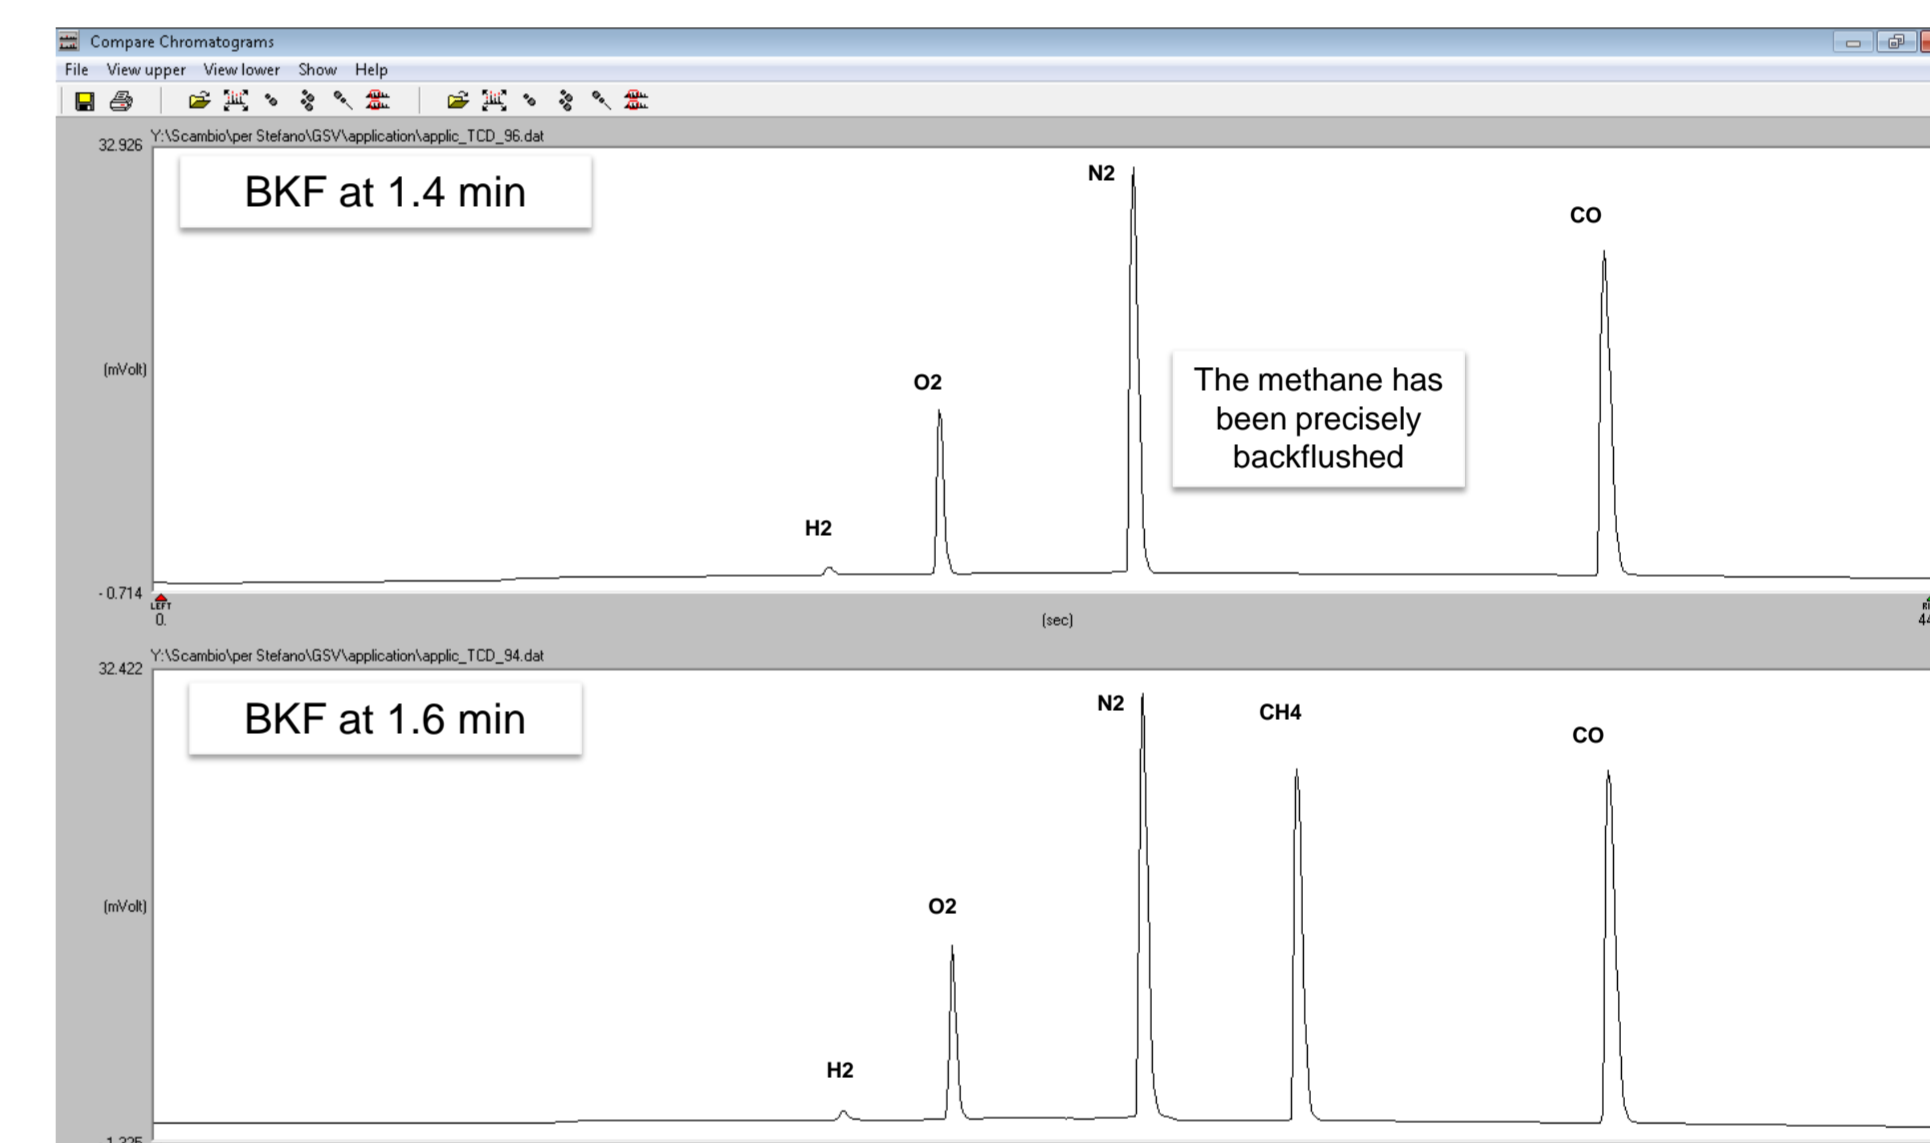 Compare Chromatograms
File View upper View lower Show Help
Y:\Scambio\per Stefano\GSV\application\applic_TCD_96.dat
32.926
BKF at 1.4 min
N2
CO
(mVolt)
O2
The methane has
been precisely
backflushed
H2
-0.714
LEFT
0.
(sec)
44
Y:\Scambio\per Stefano\GSV\application\applic_TCD_94.dat
32.422
BKF at 1.6 min
N2
CH4
CO
(mVolt)
O2
H2